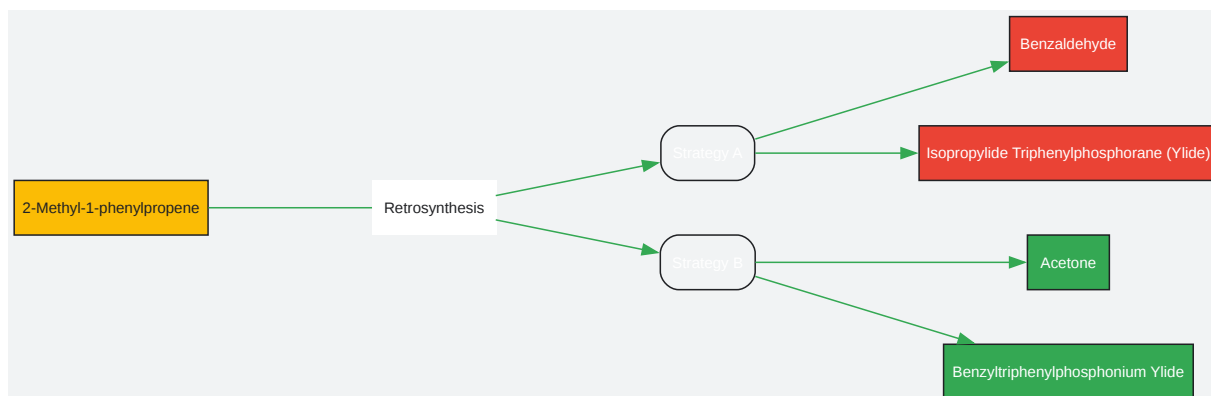 Benzaldehyde
Strategy A
Isopropylide Triphenylphosphorane (Ylide)
2-Methyl-1-phenylpropene
Retrosynthesis
Strategy B
Acetone
Benzyltriphenylphosphonium Ylide